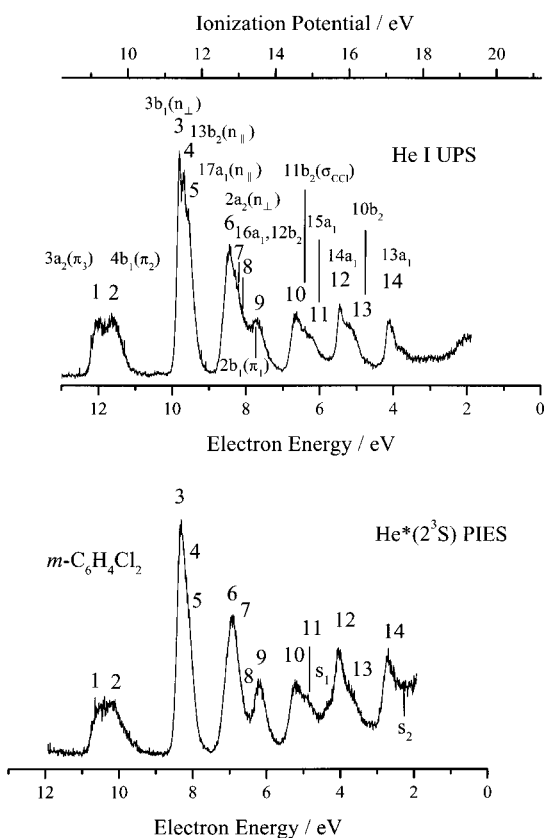 Ionization Potential / eV
10 12 14 16 18 20
3b₁(n⊥)
3
13b₂(n∥)
4
He I UPS
17a₁(n∥)
5
11b₂(σCCl)
2a₂(n⊥)
10b₂
6
16a₁,12b₂
15a₁
3a₂(π₃)
4b₁(π₂)
7
14a₁
13a₁
8
1 2
9
10
11
12
13
14
2b₁(π₁)
12 10 8 6 4 2 0
Electron Energy / eV
3
He*(2³S) PIES
m-C₆H₄Cl₂
4
5
6
7
11
12
14
8
9
10
S₁
13
1 2
S₂
12 10 8 6 4 2 0
Electron Energy / eV